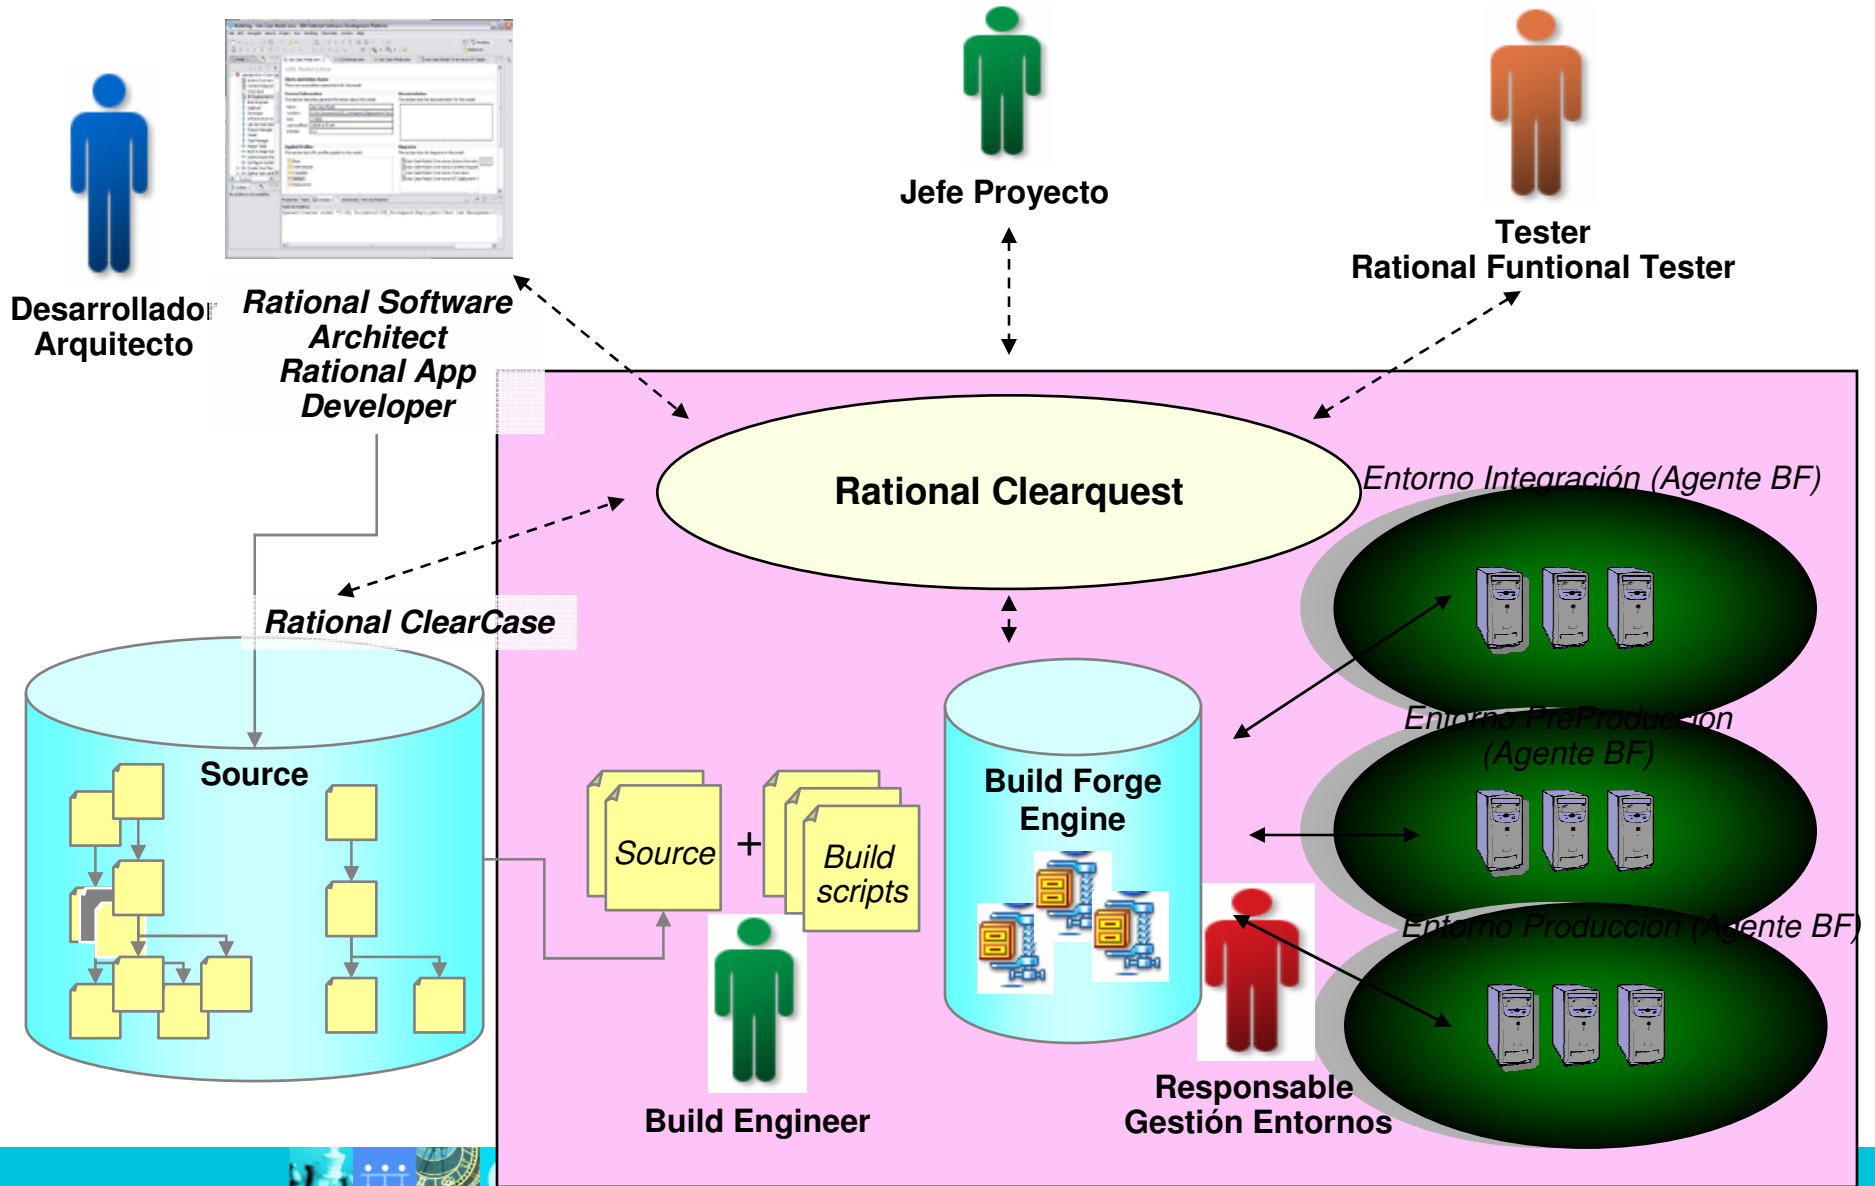 Jefe Proyecto
Tester
Rational Funtional Tester
Desarrollador
Arquitecto
Rational Software
Architect
Rational App
Developer
Rational Clearquest
Entorno Integración (Agente BF)
Rational ClearCase
Entorno PreProducción
(Agente BF)
Source
Build Forge
Engine
Source
+
Build
scripts
Entorno Producción (Agente BF)
Build Engineer
Responsable
Gestión Entornos